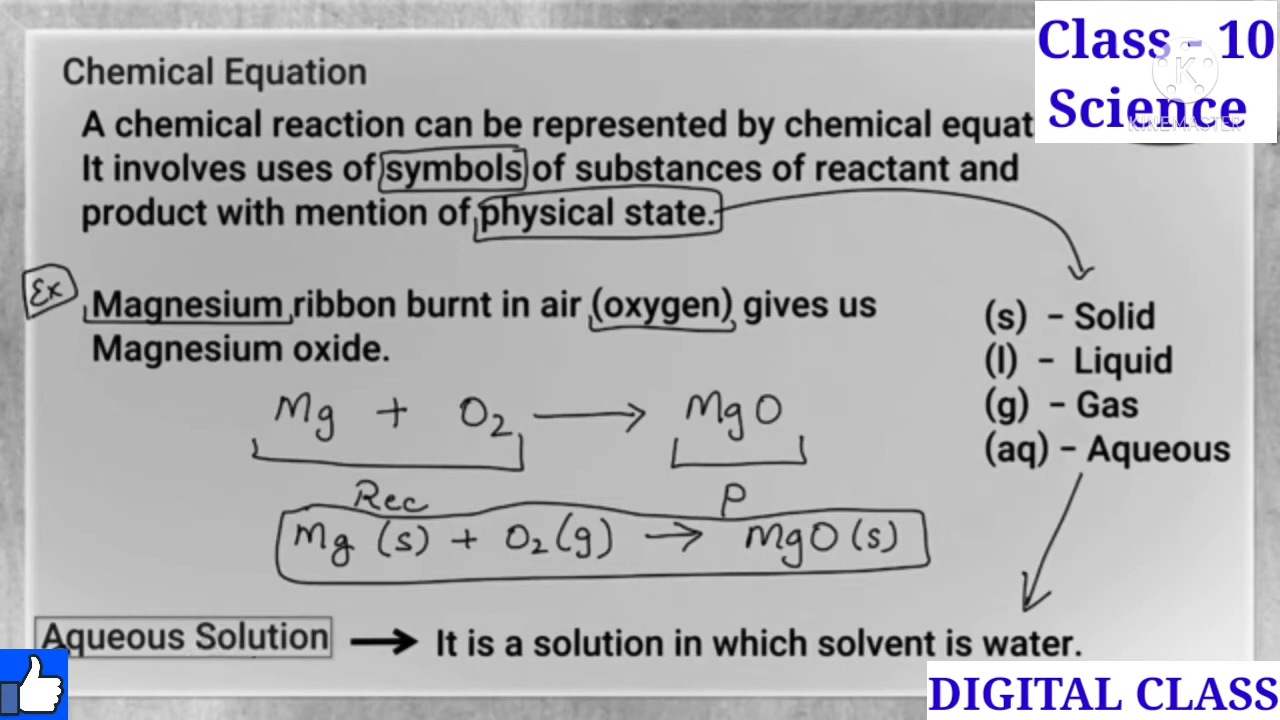 Class - 10
Science
KINEMASTER
Chemical Equation
A chemical reaction can be represented by chemical equat
It involves uses of symbols of substances of reactant and
product with mention of physical state.
Ex
Magnesium ribbon burnt in air (oxygen) gives us
Magnesium oxide.
(s) - Solid
(l) - Liquid
(g) - Gas
(aq) - Aqueous
Mg + O₂ → MgO
Rec P
Mg (s) + O₂ (g) → MgO (s)
Aqueous Solution → It is a solution in which solvent is water.
DIGITAL CLASS